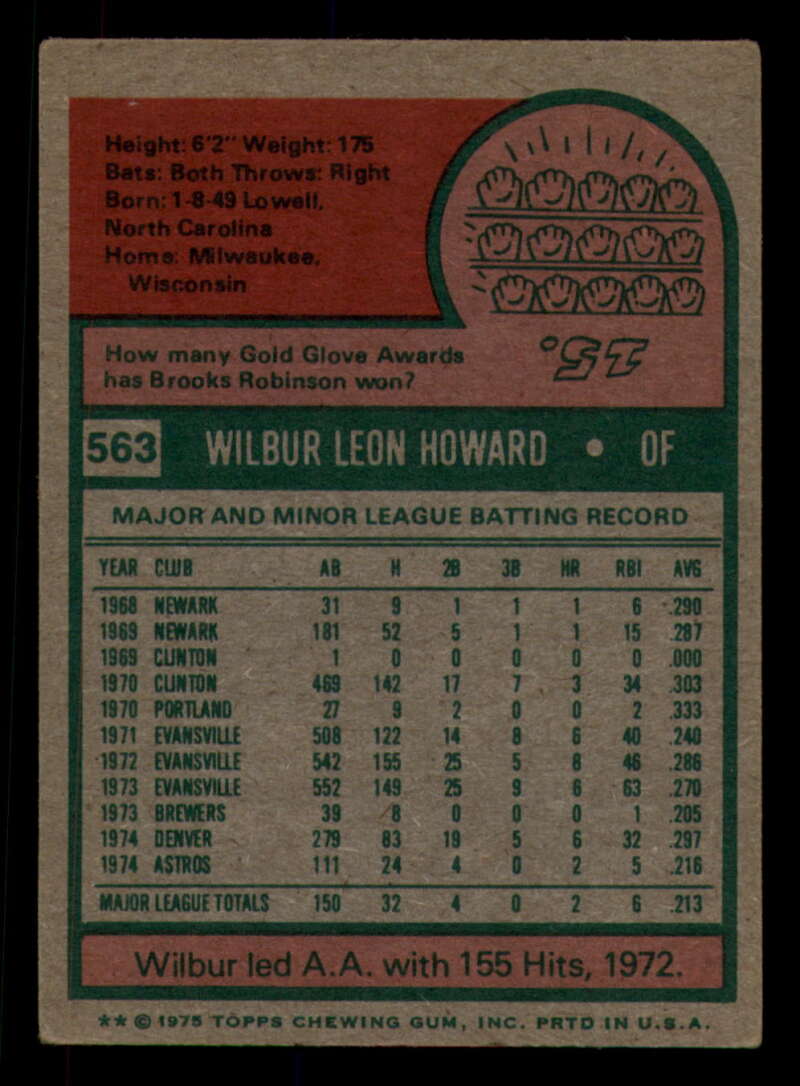 Height: 6'2" Weight: 175
Bats: Both Throws: Right
Born: 1-8-49 Lowell,
North Carolina
Home: Milwaukee,
Wisconsin
How many Gold Glove Awards
has Brooks Robinson won?
15.
563 WILBUR LEON HOWARD • OF
MAJOR AND MINOR LEAGUE BATTING RECORD
YEAR CLUB AB H 2B 3B HR RBI AVG
1968 NEWARK 31 9 1 1 1 6 .290
1969 NEWARK 181 52 5 1 1 15 .287
1969 CLINTON 1 0 0 0 0 0 .000
1970 CLINTON 469 142 17 7 3 34 .303
1970 PORTLAND 27 9 2 0 0 2 .333
1971 EVANSVILLE 508 122 14 8 6 40 .240
1972 EVANSVILLE 542 155 25 5 8 46 .286
1973 EVANSVILLE 552 149 25 9 6 63 .270
1973 BREWERS 39 8 0 0 0 1 .205
1974 DENVER 279 83 19 5 6 32 .297
1974 ASTROS 111 24 4 0 2 5 .216
MAJOR LEAGUE TOTALS 150 32 4 0 2 6 .213
Wilbur led A.A. with 155 Hits, 1972.
** © 1975 TOPPS CHEWING GUM, INC. PRTD IN U.S.A.